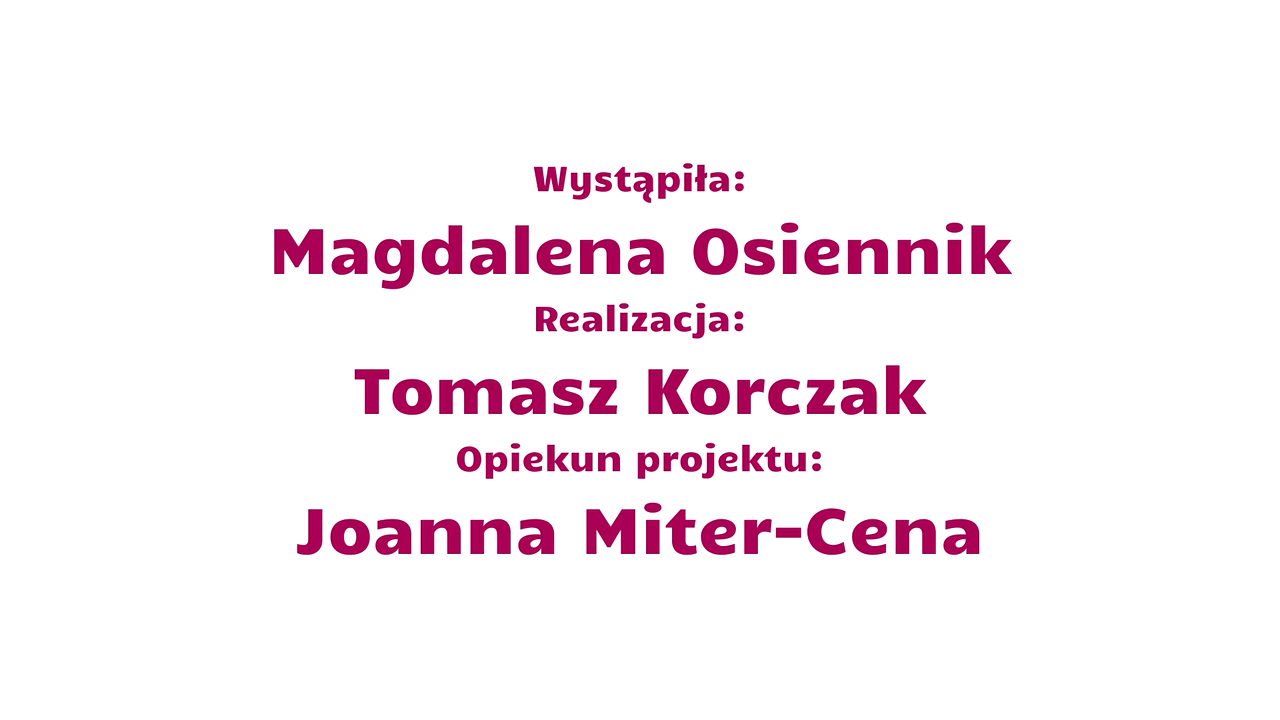 Wystąpiła:
Magdalena Osiennik
Realizacja:
Tomasz Korczak
Opiekun projektu:
Joanna Miter-Cena